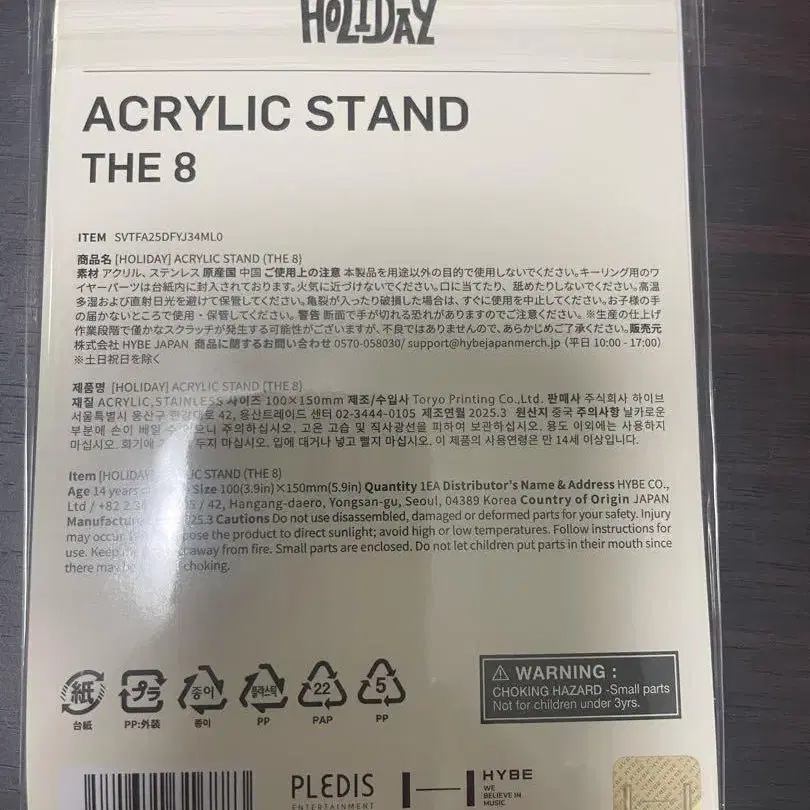 HOLIDAY
ACRYLIC STAND
THE 8
ITEM SVTFA25DFYJ34ML0
商品名 [HOLIDAY] ACRYLIC STAND (THE 8)
素材 アクリル、ステンレス 原産国 中国 ご使用上の注意 本製品を用途以外の目的で使用しないでください。キーリング用のワ
イヤーパーツは台紙内に封入されております。火気に近づけないでください。口に当てたり、舐めたりしないでください。高温
多湿および直射日光を避けて保管してください。亀裂が入ったり破損した場合は、すぐに使用を中止してください。お子様の手
の届かないところで使用・保管してください。警告 断面で手が切れる恐れがありますのでご注意ください。※生産の仕上げ
作業段階で僅かなスクラッチが発生する可能性がございますが、不良ではありませんので、あらかじめご了承ください。販売元
株式会社 HYBE JAPAN 商品に関するお問い合わせ 0570-058030/ support@hybejapanmerch.jp (平日 10:00 - 17:00)
※土日祝日を除く
제품명 [HOLIDAY] ACRYLIC STAND (THE 8)
재질 ACRYLIC, STAINLESS 사이즈 100×150mm 제조/수입사 Toryo Printing Co.,Ltd. 판매사 주식회사 하이브
서울특별시 용산구 한강대로 42, 용산트레이드 센터 02-3444-0105 제조연월 2025.3 원산지 중국 주의사항 날카로운
부분에 손이 베일 수 있으니 주의하십시오. 고온 고습 및 직사광선을 피하여 보관하십시오. 용도 이외에는 사용하지
마십시오. 화기에 두지 마십시오. 입에 대거나 넣고 빨지 마십시오. 이 제품의 사용연령은 만 14세 이상입니다.
Item [HOLIDAY] ACRYLIC STAND (THE 8)
Age 14 years Size 100(3.9in)×150mm(5.9in) Quantity 1EA Distributor's Name & Address HYBE CO.,
Ltd / +82 2 / 42, Hangang-daero, Yongsan-gu, Seoul, 04389 Korea Country of Origin JAPAN
Manufacture 2025.3 Cautions Do not use disassembled, damaged or deformed parts for your safety. Injury
may occur. expose the product to direct sunlight; avoid high or low temperatures. Follow instructions for
use. Keep away from fire. Small parts are enclosed. Do not let children put parts in their mouth since
there may be choking.
紙 プラ 종이 플라스틱 22 5
台紙 PP:外装 종이 PP PAP PP
WARNING :
CHOKING HAZARD -Small parts
Not for children under 3yrs.
PLEDIS
ENTERTAINMENT
HYBE
WE
BELIEVE IN
MUSIC